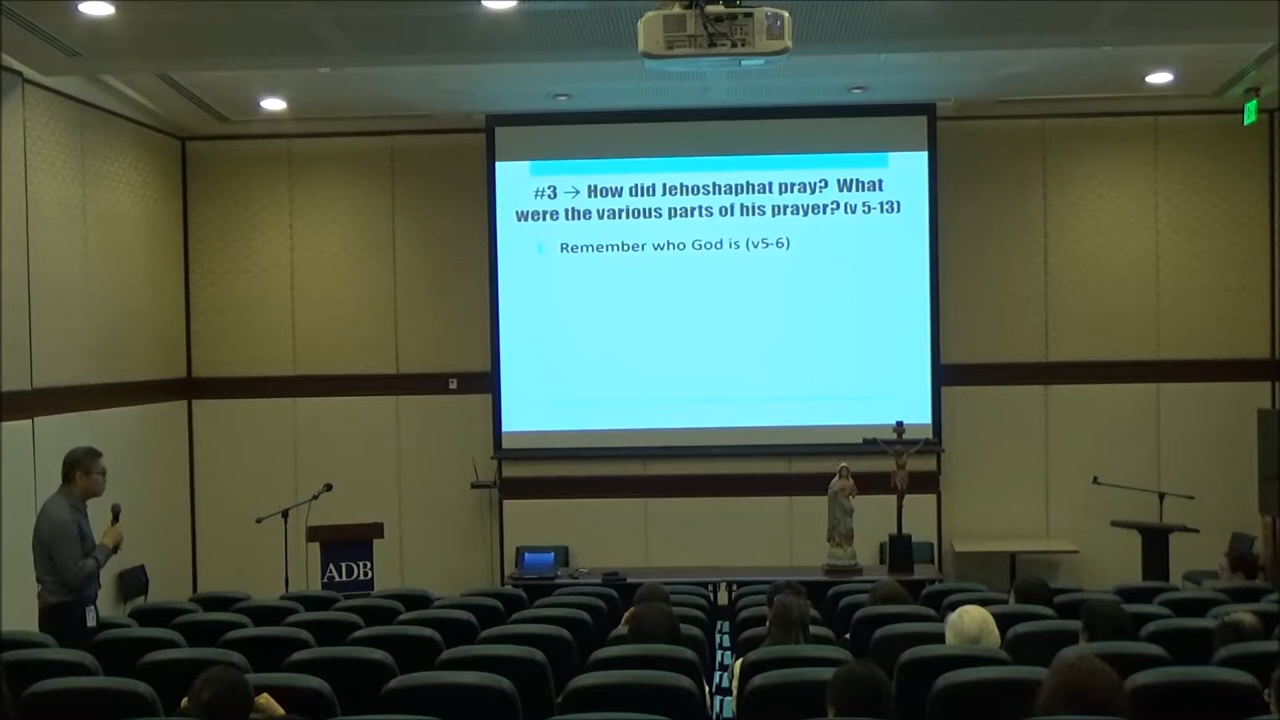 #3 → How did Jehoshaphat pray? What
were the various parts of his prayer? (v 5-13)
Remember who God is (v5-6)
ADB